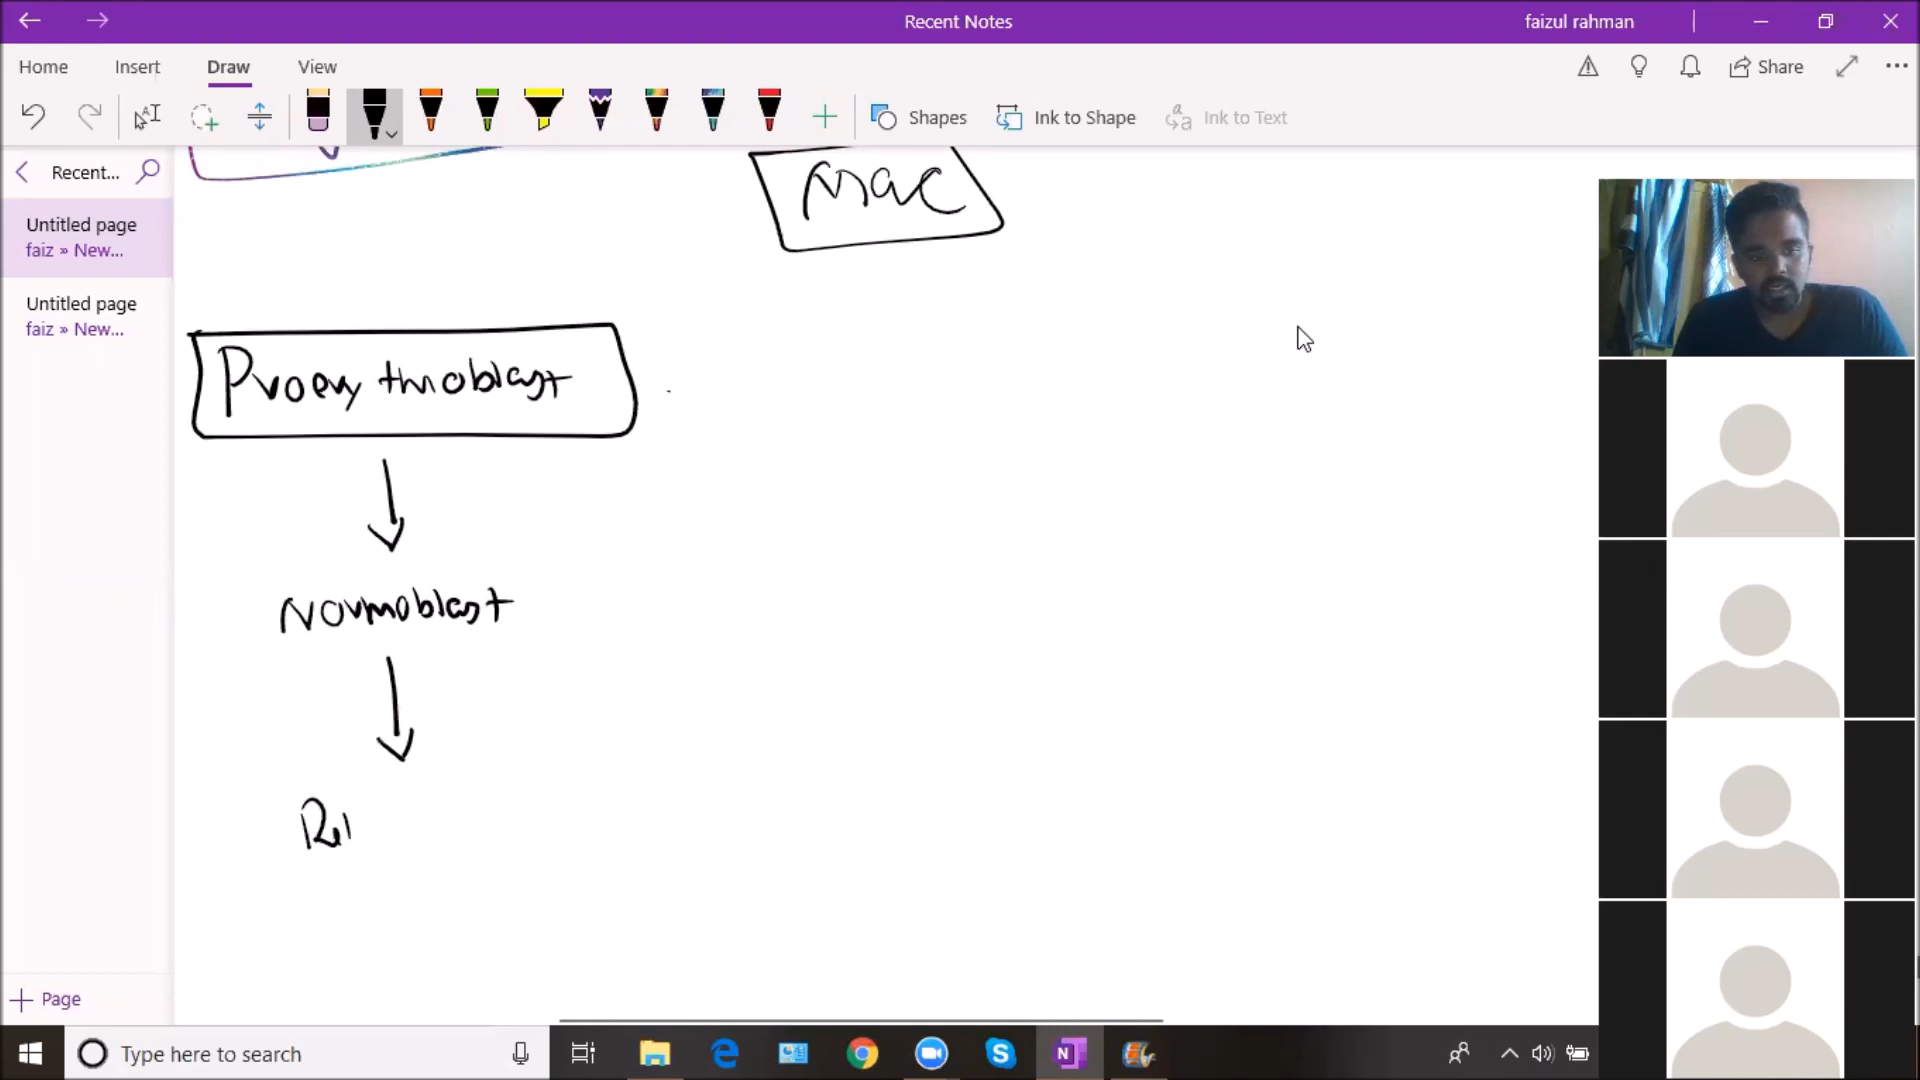 Recent Notes
faizul rahman
Home Insert Draw View
Share
Shapes Ink to Shape Ink to Text
Recent...
Untitled page
faiz » New...
Untitled page
faiz » New...
MAC
Proerythroblast
Normoblast
Page
Type here to search